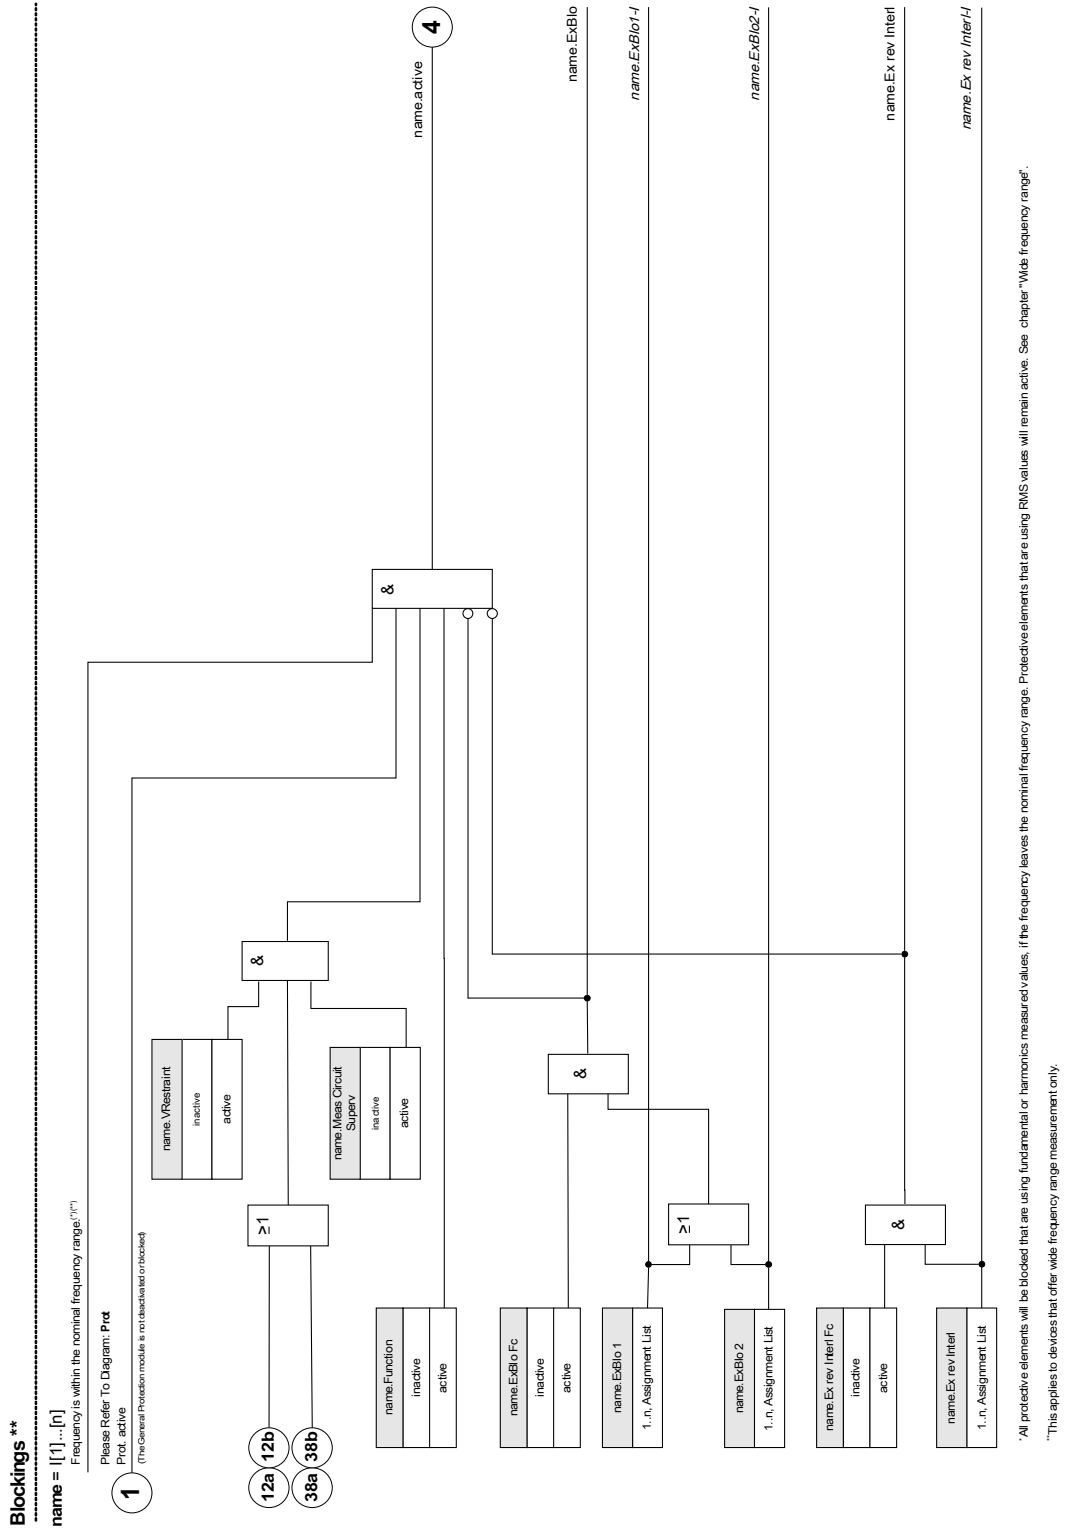 Blockings **
name = I[1]...[n]
Frequency is within the nominal frequency range.(*)(**)
Please Refer To Diagram: Prot
Prot. active
1
(The General Protection module is not deactivated or blocked)
name.VRestraint
inactive
active
12a 12b
38a 38b
≥1
&
name.Meas Circuit
Superv
inactive
active
name.Function
inactive
active
&
name.active
4
name.ExBlo Fc
inactive
active
&
name.ExBlo
name.ExBlo 1
1..n, Assignment List
name.ExBlo1-I
≥1
name.ExBlo 2
1..n, Assignment List
name.ExBlo2-I
name.Ex rev Interl Fc
inactive
active
&
name.Ex rev Interl
name.Ex rev Interl
1..n, Assignment List
name.Ex rev Interl-I
*All protective elements will be blocked that are using fundamental or harmonics measured values, if the frequency leaves the nominal frequency range. Protective elements that are using RMS values will remain active. See chapter "Wide frequency range".
**This applies to devices that offer wide frequency range measurement only.